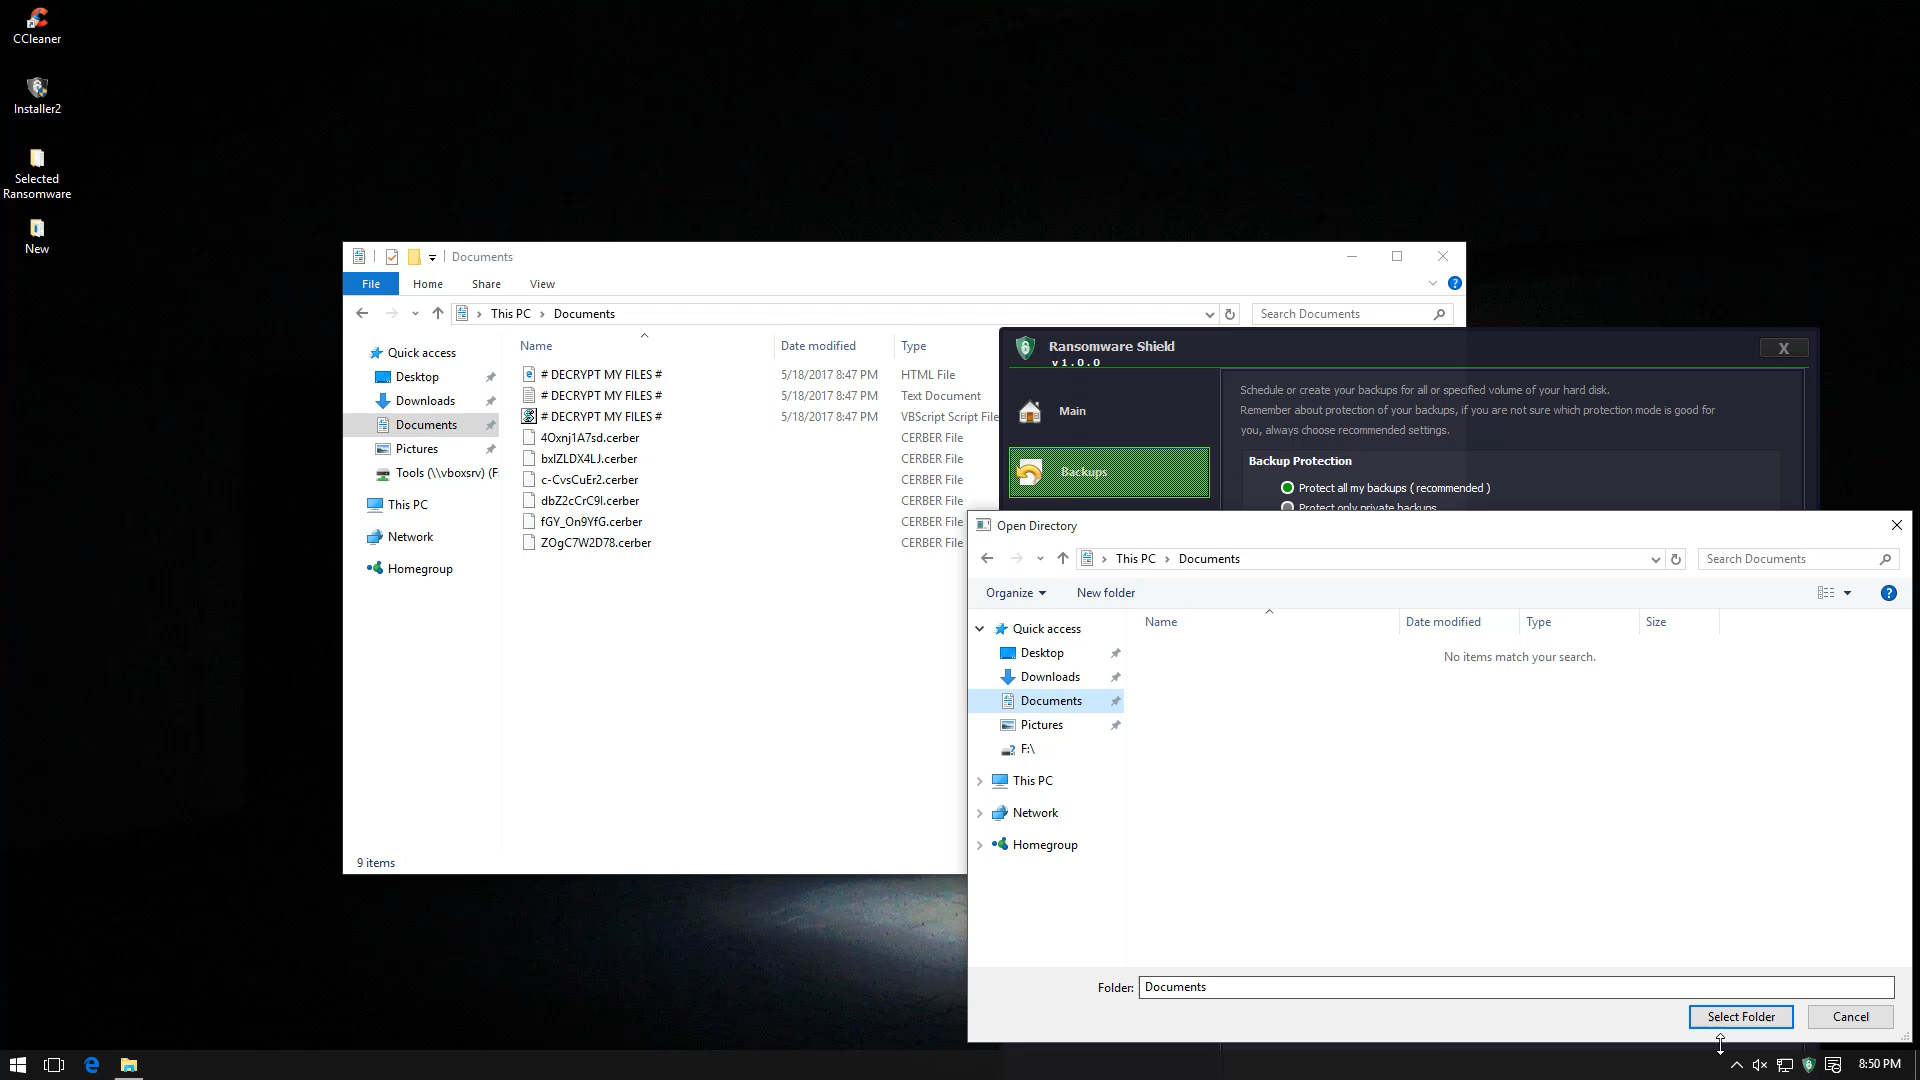 CCleaner
Installer2
Selected
Ransomware
New
Documents
File
Home
Share
View
This PC
Documents
Search Documents
Name
Date modified
Type
Quick access
Desktop
Downloads
Documents
Pictures
Tools (\\vboxsrv) (F:
This PC
Network
Homegroup
# DECRYPT MY FILES # 5/18/2017 8:47 PM HTML File
# DECRYPT MY FILES # 5/18/2017 8:47 PM Text Document
# DECRYPT MY FILES # 5/18/2017 8:47 PM VBScript Script File
4Oxnj1A7sd.cerber CERBER File
bxlZLDX4LJ.cerber CERBER File
c-CvsCuEr2.cerber CERBER File
dbZ2cCrC9l.cerber CERBER File
fGY_On9YfG.cerber CERBER File
ZOgC7W2D78.cerber CERBER File
9 items
Ransomware Shield
v1.0.0
X
Main
Backups
Schedule or create your backups for all or specified volume of your hard disk.
Remember about protection of your backups, if you are not sure which protection mode is good for
you, always choose recommended settings.
Backup Protection
Protect all my backups ( recommended )
Protect only private backups
Open Directory
This PC
Documents
Search Documents
Organize
New folder
Name
Date modified
Type
Size
No items match your search.
Quick access
Desktop
Downloads
Documents
Pictures
F:\
This PC
Network
Homegroup
Folder:
Documents
Select Folder
Cancel
8:50 PM